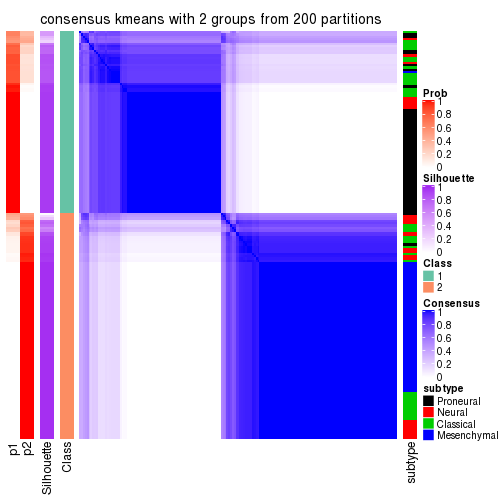 consensus kmeans with 2 groups from 200 partitions
Prob
1
0.8
0.6
0.4
0.2
0
Silhouette
1
0.8
0.6
0.4
0.2
0
Class
1
2
Consensus
1
0.8
0.6
0.4
0.2
0
subtype
Proneural
Neural
Classical
Mesenchymal
p1
p2
Silhouette
Class
subtype